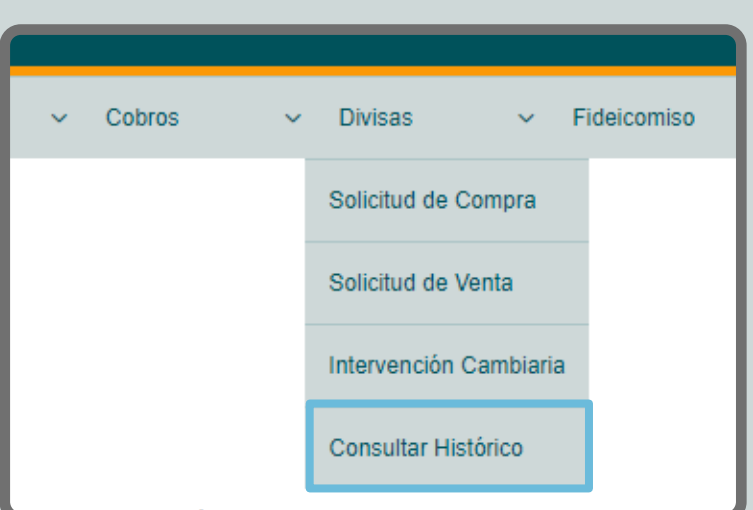 Cobros Divisas Fideicomiso
Solicitud de Compra
Solicitud de Venta
Intervención Cambiaria
Consultar Histórico